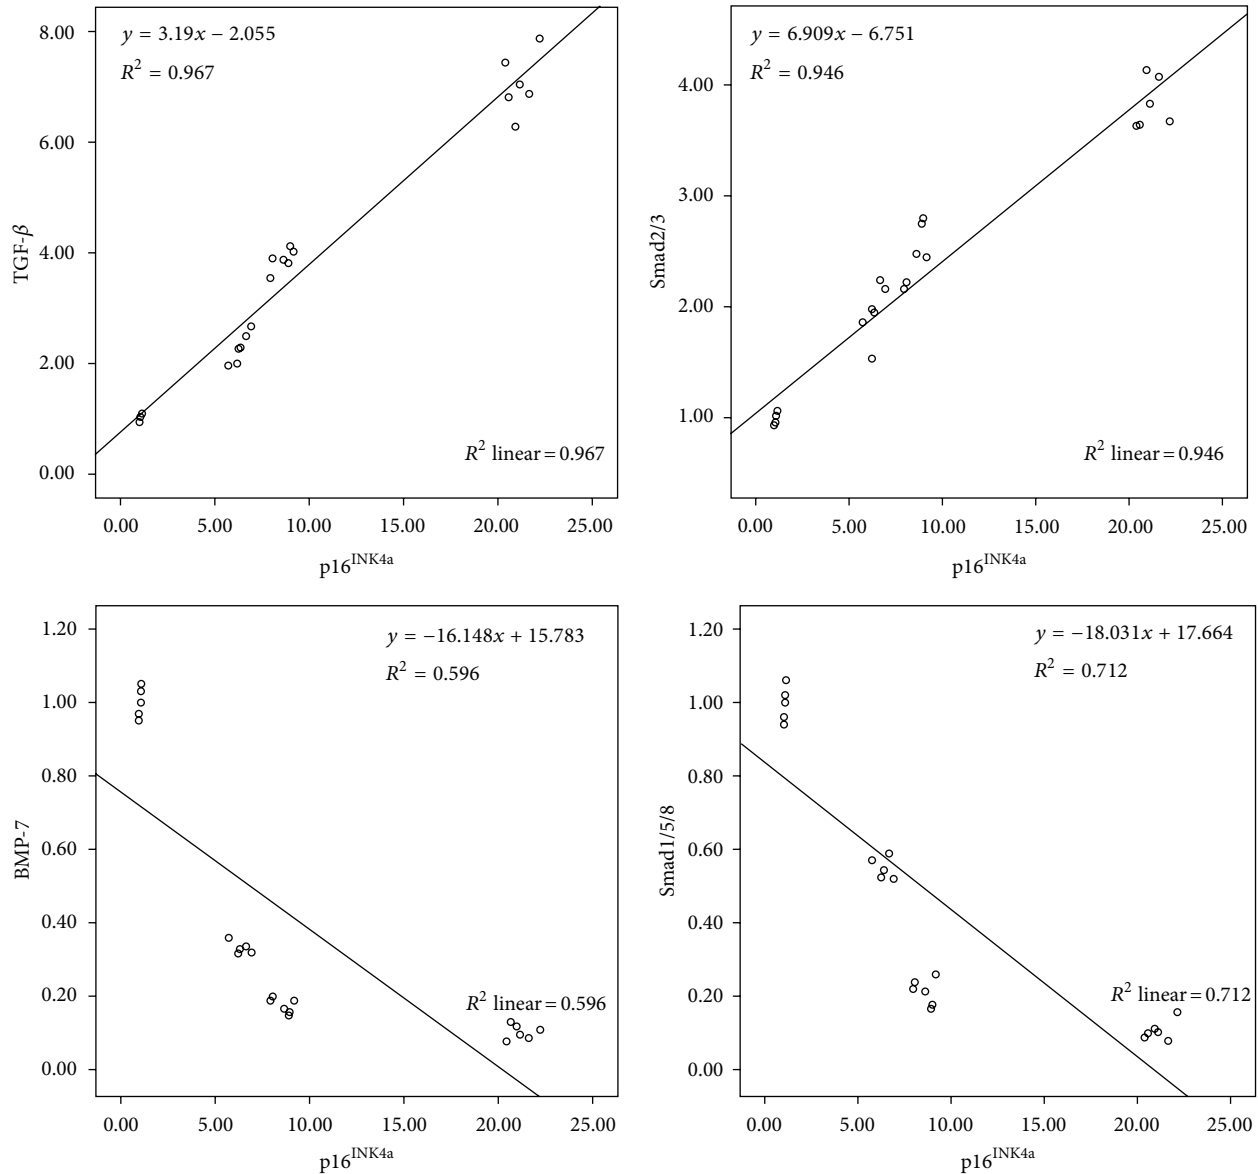 y = 3.19x − 2.055
R² = 0.967
8.00
6.00
4.00
2.00
0.00
TGF-β
R² linear = 0.967
0.00 5.00 10.00 15.00 20.00 25.00
p16^INK4a
y = 6.909x − 6.751
R² = 0.946
4.00
3.00
2.00
1.00
Smad2/3
R² linear = 0.946
0.00 5.00 10.00 15.00 20.00 25.00
p16^INK4a
y = −16.148x + 15.783
R² = 0.596
1.20
1.00
0.80
0.60
0.40
0.20
0.00
BMP-7
R² linear = 0.596
0.00 5.00 10.00 15.00 20.00 25.00
p16^INK4a
y = −18.031x + 17.664
R² = 0.712
1.20
1.00
0.80
0.60
0.40
0.20
0.00
Smad1/5/8
R² linear = 0.712
0.00 5.00 10.00 15.00 20.00 25.00
p16^INK4a